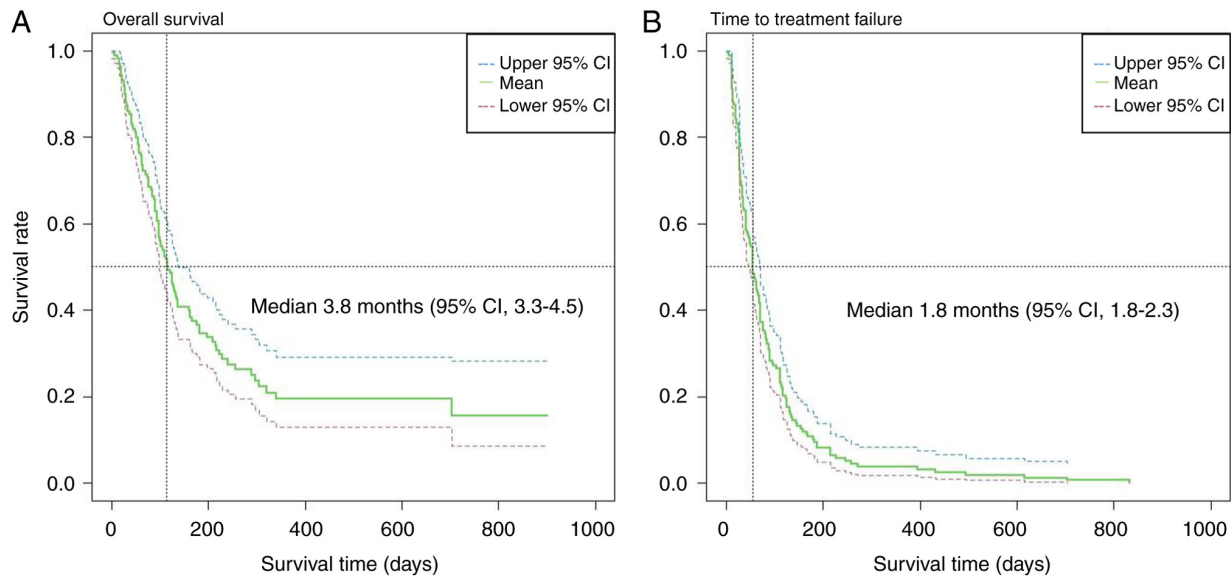 A
Overall survival
Upper 95% CI
Mean
Lower 95% CI
1.0
0.8
0.6
0.4
0.2
0.0
Survival rate
Median 3.8 months (95% CI, 3.3-4.5)
0
200
400
600
800
1000
Survival time (days)
B
Time to treatment failure
Upper 95% CI
Mean
Lower 95% CI
1.0
0.8
0.6
0.4
0.2
0.0
Median 1.8 months (95% CI, 1.8-2.3)
0
200
400
600
800
1000
Survival time (days)